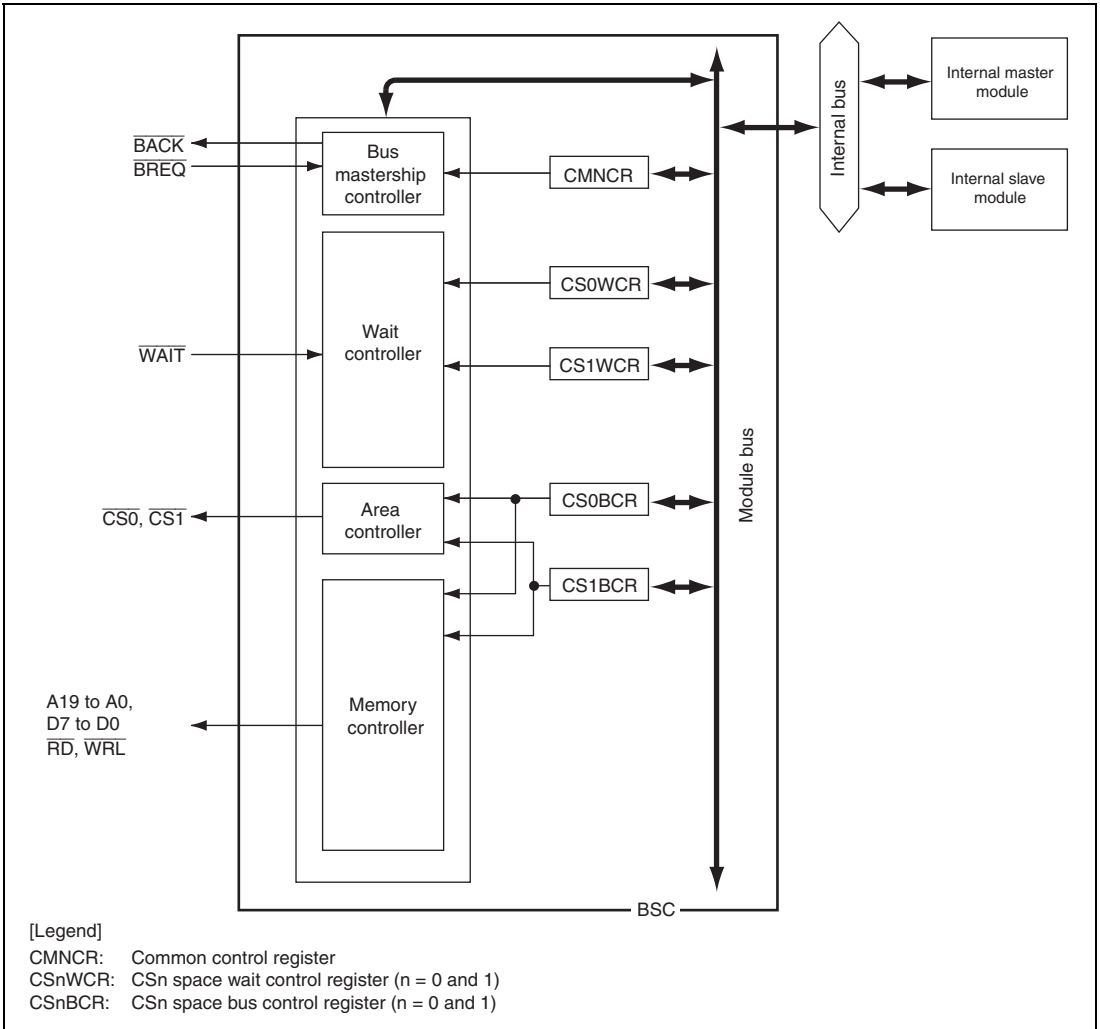 Internal master
module
Internal bus
Internal slave
module
BACK
BREQ
Bus
mastership
controller
CMNCR
CS0WCR
Wait
controller
WAIT
CS1WCR
Module bus
CS0, CS1
Area
controller
CS0BCR
CS1BCR
A19 to A0,
D7 to D0
RD, WRL
Memory
controller
BSC
[Legend]
CMNCR: Common control register
CSnWCR: CSn space wait control register (n = 0 and 1)
CSnBCR: CSn space bus control register (n = 0 and 1)